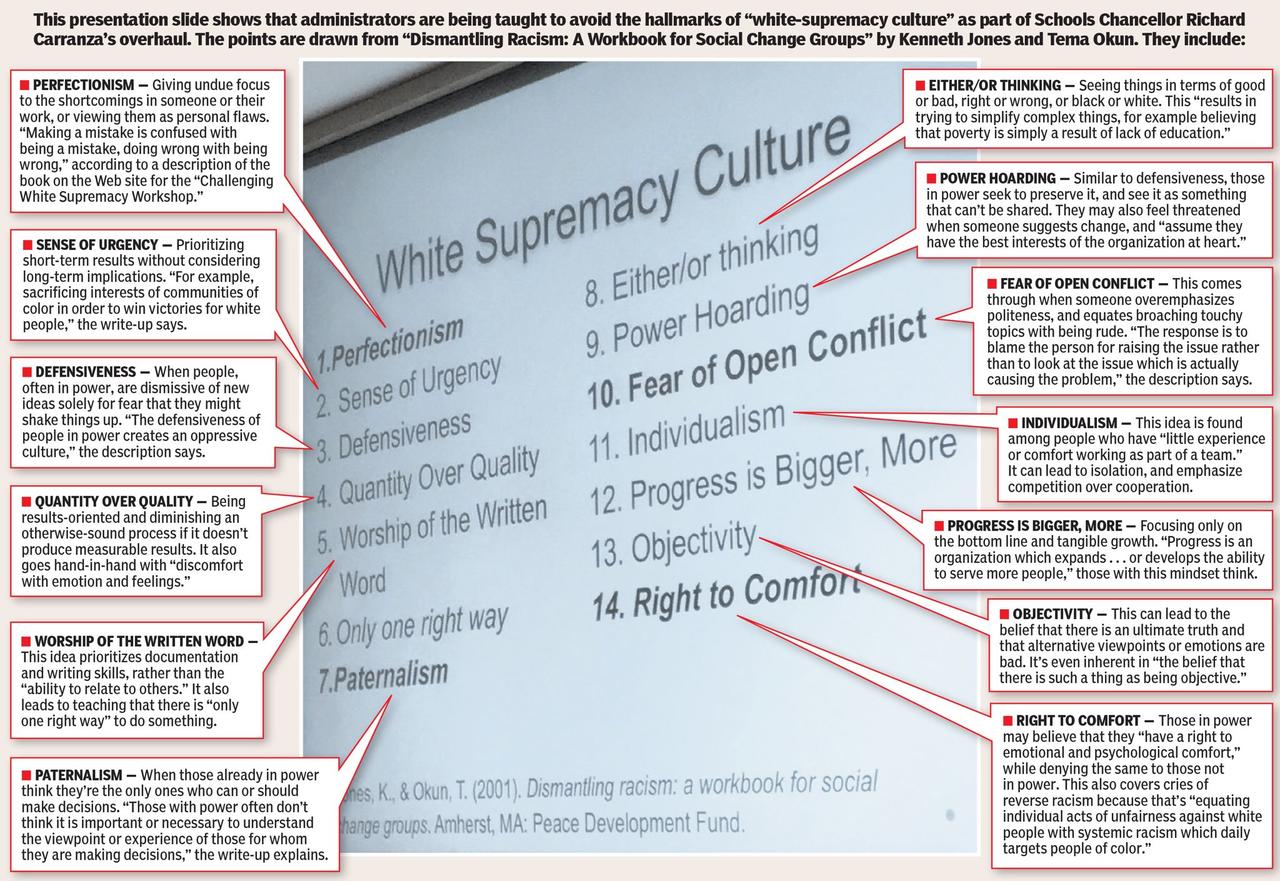 This presentation slide shows that administrators are being taught to avoid the hallmarks of “white-supremacy culture” as part of Schools Chancellor Richard
Carranza’s overhaul. The points are drawn from “Dismantling Racism: A Workbook for Social Change Groups” by Kenneth Jones and Tema Okun. They include:
PERFECTIONISM — Giving undue focus
to the shortcomings in someone or their
work, or viewing them as personal flaws.
“Making a mistake is confused with
being a mistake, doing wrong with being
wrong,” according to a description of the
book on the Web site for the “Challenging
White Supremacy Workshop.”
SENSE OF URGENCY — Prioritizing
short-term results without considering
long-term implications. “For example,
sacrificing interests of communities of
color in order to win victories for white
people,” the write-up says.
DEFENSIVENESS — When people,
often in power, are dismissive of new
ideas solely for fear that they might
shake things up. “The defensiveness of
people in power creates an oppressive
culture,” the description says.
QUANTITY OVER QUALITY — Being
results-oriented and diminishing an
otherwise-sound process if it doesn’t
produce measurable results. It also
goes hand-in-hand with “discomfort
with emotion and feelings.”
WORSHIP OF THE WRITTEN WORD —
This idea prioritizes documentation
and writing skills, rather than the
“ability to relate to others.” It also
leads to teaching that there is “only
one right way” to do something.
PATERNALISM — When those already in power
think they’re the only ones who can or should
make decisions. “Those with power often don’t
think it is important or necessary to understand
the viewpoint or experience of those for whom
they are making decisions,” the write-up explains.
White Supremacy Culture
1.Perfectionism
2. Sense of Urgency
3. Defensiveness
4. Quantity Over Quality
5. Worship of the Written
Word
6. Only one right way
7.Paternalism
8. Either/or thinking
9. Power Hoarding
10. Fear of Open Conflict
11. Individualism
12. Progress is Bigger, More
13. Objectivity
14. Right to Comfort
nes, K., & Okun, T. (2001). Dismantling racism: a workbook for social
hange groups. Amherst, MA: Peace Development Fund.
EITHER/OR THINKING — Seeing things in terms of good
or bad, right or wrong, or black or white. This “results in
trying to simplify complex things, for example believing
that poverty is simply a result of lack of education.”
POWER HOARDING — Similar to defensiveness, those
in power seek to preserve it, and see it as something
that can’t be shared. They may also feel threatened
when someone suggests change, and “assume they
have the best interests of the organization at heart.”
FEAR OF OPEN CONFLICT — This comes
through when someone overemphasizes
politeness, and equates broaching touchy
topics with being rude. “The response is to
blame the person for raising the issue rather
than to look at the issue which is actually
causing the problem,” the description says.
INDIVIDUALISM — This idea is found
among people who have “little experience
or comfort working as part of a team.”
It can lead to isolation, and emphasize
competition over cooperation.
PROGRESS IS BIGGER, MORE — Focusing only on
the bottom line and tangible growth. “Progress is an
organization which expands . . . or develops the ability
to serve more people,” those with this mindset think.
OBJECTIVITY — This can lead to the
belief that there is an ultimate truth and
that alternative viewpoints or emotions are
bad. It’s even inherent in “the belief that
there is such a thing as being objective.”
RIGHT TO COMFORT — Those in power
may believe that they “have a right to
emotional and psychological comfort,”
while denying the same to those not
in power. This also covers cries of
reverse racism because that’s “equating
individual acts of unfairness against white
people with systemic racism which daily
targets people of color.”